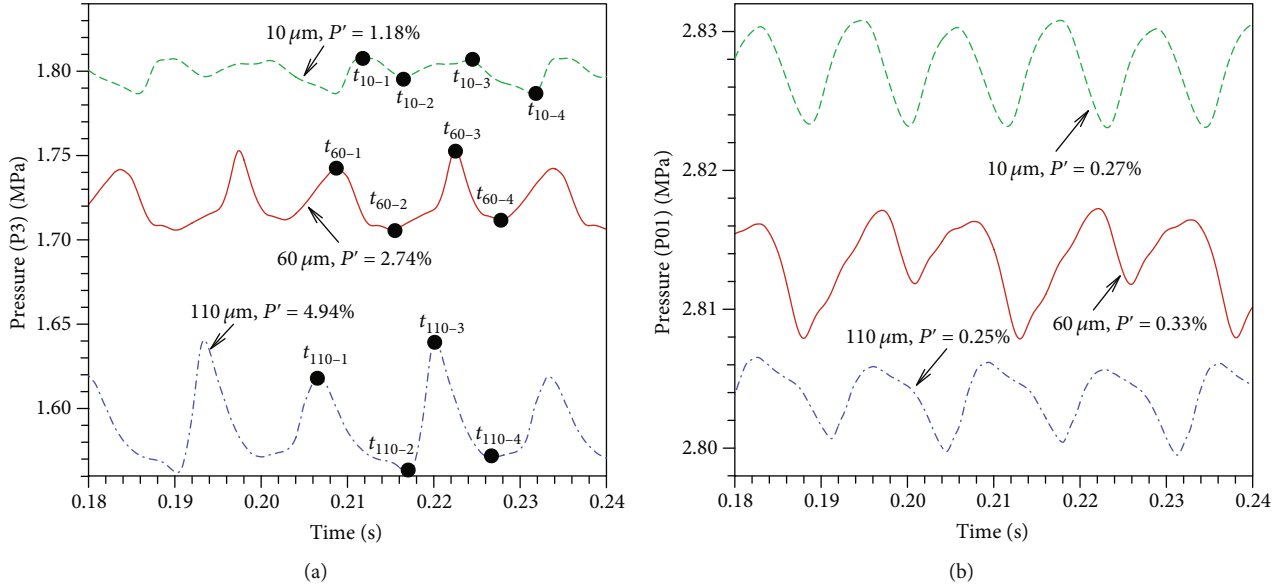 1.80
1.75
1.70
1.65
1.60
Pressure (P3) (MPa)
10 μm, P′ = 1.18%
t10–1
t10–2
t10–3
t10–4
t60–1
t60–2
t60–3
t60–4
60 μm, P′ = 2.74%
110 μm, P′ = 4.94%
t110–1
t110–2
t110–3
t110–4
0.18 0.19 0.20 0.21 0.22 0.23 0.24
Time (s)
(a)
2.83
2.82
2.81
2.80
Pressure (P01) (MPa)
10 μm, P′ = 0.27%
60 μm, P′ = 0.33%
110 μm, P′ = 0.25%
0.18 0.19 0.20 0.21 0.22 0.23 0.24
Time (s)
(b)